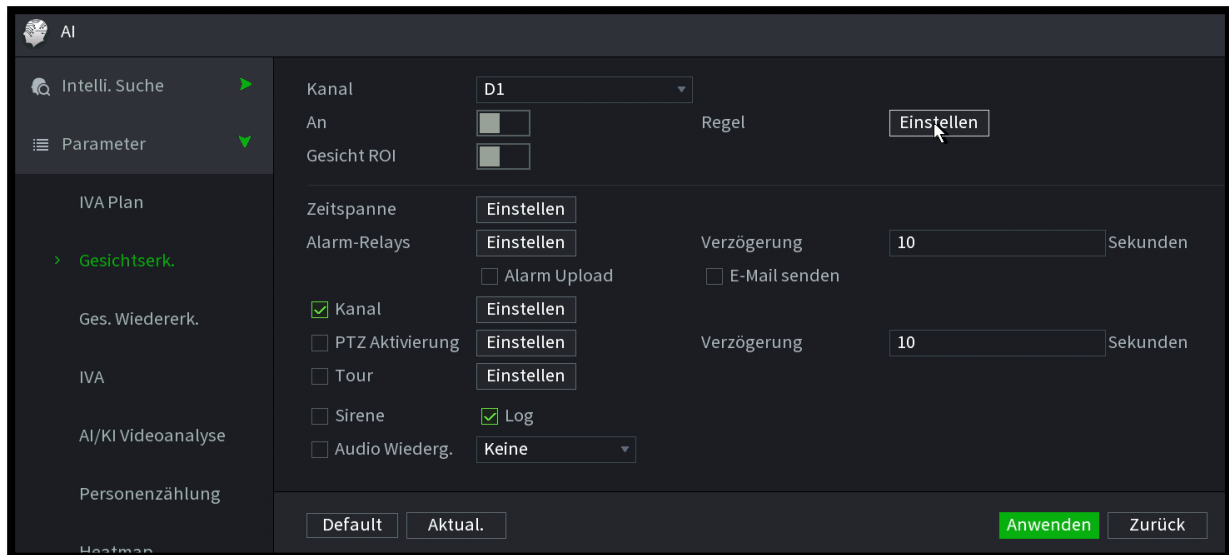 AI
Intelli. Suche
Parameter
IVA Plan
Gesichtserk.
Ges. Wiedererk.
IVA
AI/KI Videoanalyse
Personenzählung
Heatmap
Kanal D1
An Regel Einstellen
Gesicht ROI
Zeitspanne Einstellen
Alarm-Relays Einstellen Verzögerung 10 Sekunden
Alarm Upload E-Mail senden
Kanal Einstellen
PTZ Aktivierung Einstellen Verzögerung 10 Sekunden
Tour Einstellen
Sirene Log
Audio Wiederg. Keine
Default Aktual. Anwenden Zurück